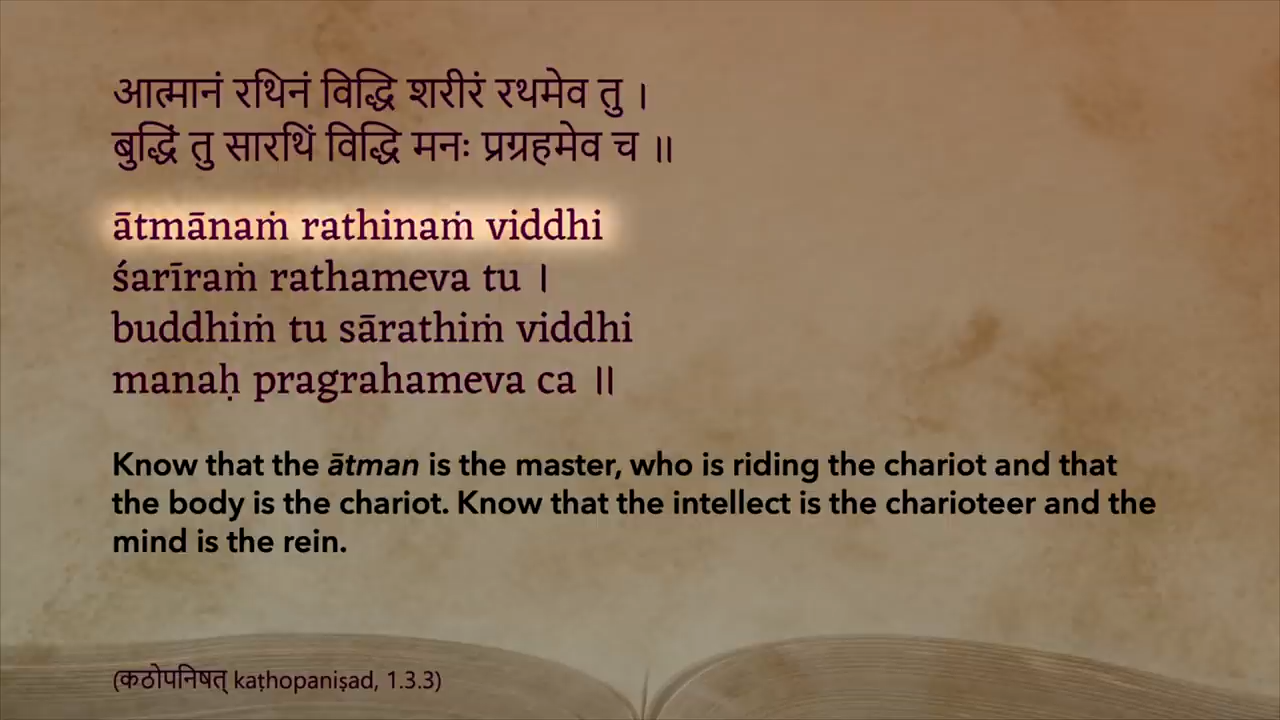 आत्मानं रथिनं विद्धि शरीरं रथमेव तु ।
बुद्धिं तु सारथिं विद्धि मनः प्रग्रहमेव च ॥
ātmānaṁ rathinaṁ viddhi
śarīraṁ rathameva tu ।
buddhiṁ tu sārathiṁ viddhi
manaḥ pragrahameva ca ॥
Know that the ātman is the master, who is riding the chariot and that
the body is the chariot. Know that the intellect is the charioteer and the
mind is the rein.
(कठोपनिषत् kaṭhopaniṣad, 1.3.3)